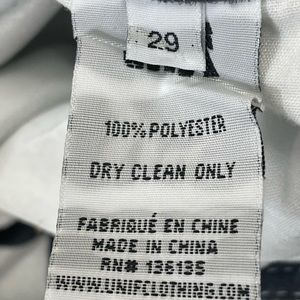 29
100% POLYESTER
DRY CLEAN ONLY
FABRIQUÉ EN CHINE
MADE IN CHINA
RN# 136135
WWW.UNIFCLOTHING.COM